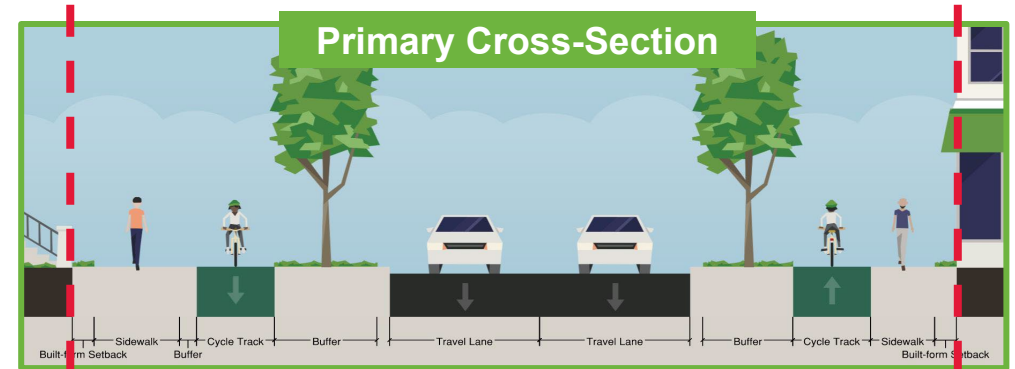 Primary Cross-Section
Sidewalk Cycle Track Buffer Travel Lane Travel Lane Buffer Cycle Track Sidewalk
Built-form Setback Buffer Built-form Setback